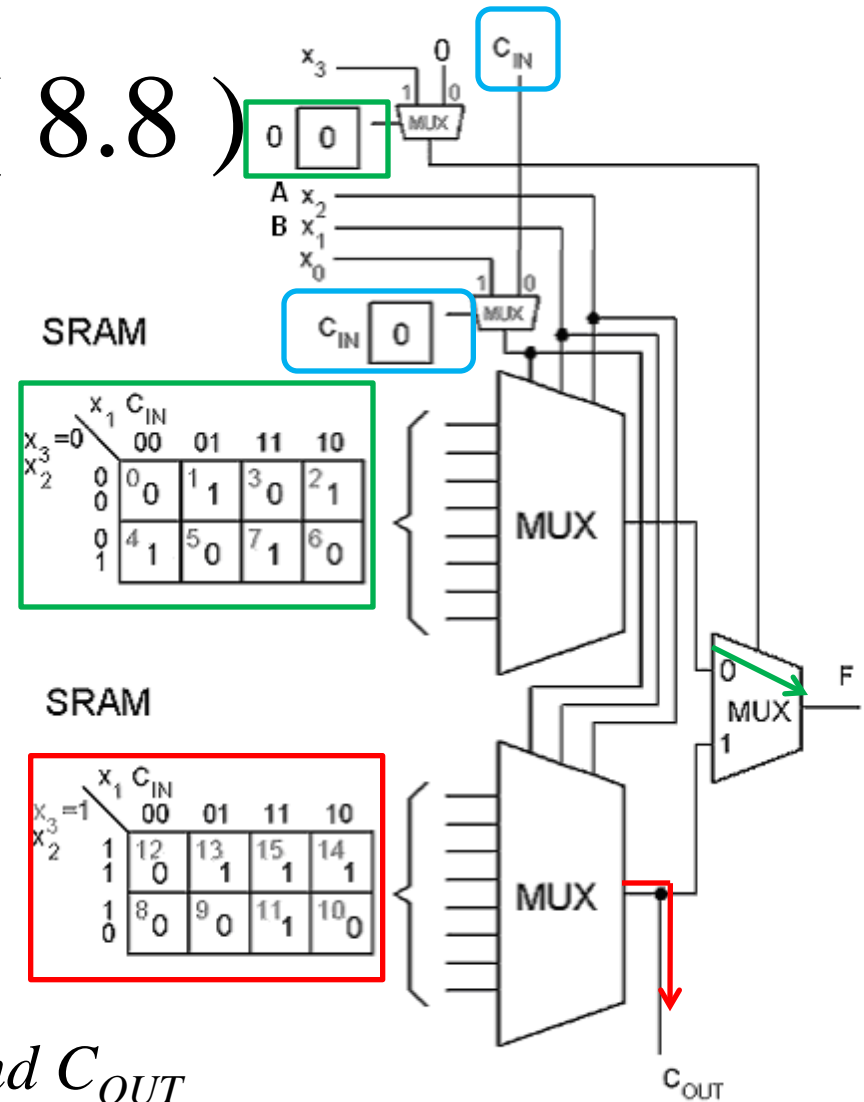 x3 0 CIN
1 0
MUX
8.8 )
0 0
A x2
B x1
x0
1 0
MUX
CIN 0
SRAM
x1 CIN
x3 =0 00 01 11 10
x2
0 0 0 0 1 1 3 0 2 1
0 1 4 1 5 0 7 1 6 0
MUX
0 F
MUX
1
SRAM
x1 CIN
x3 =1 00 01 11 10
x2
1 1 12 0 13 1 15 1 14 1
1 0 8 0 9 0 11 1 10 0
MUX
COUT
COUT